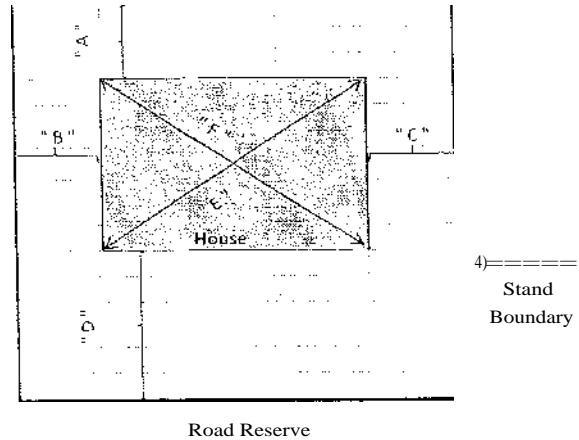 "A"
"B"
"F"
"C"
"E"
House
"D"
4)=====
Stand
Boundary
Road Reserve